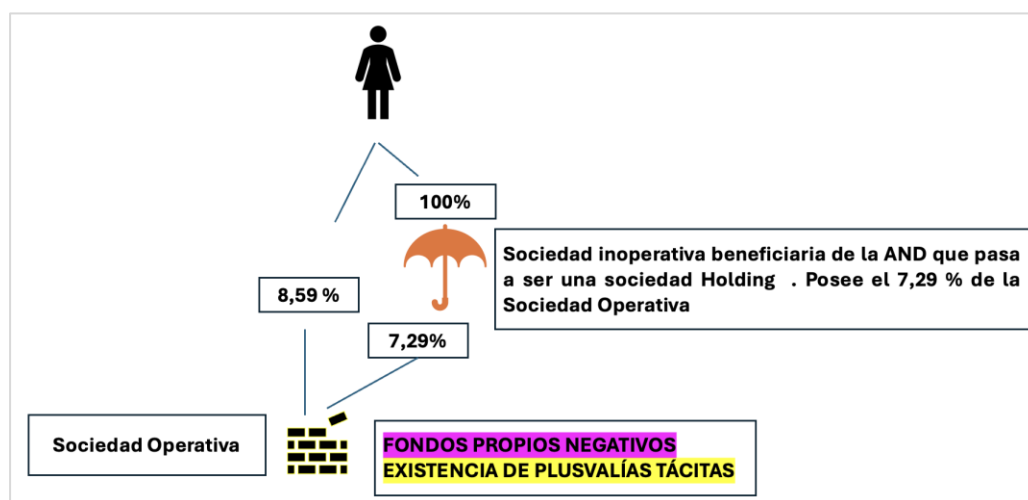 100%
Sociedad inoperativa beneficiaria de la AND que pasa
a ser una sociedad Holding . Posee el 7,29 % de la
Sociedad Operativa
8,59 %
7,29%
Sociedad Operativa
FONDOS PROPIOS NEGATIVOS
EXISTENCIA DE PLUSVALÍAS TÁCITAS